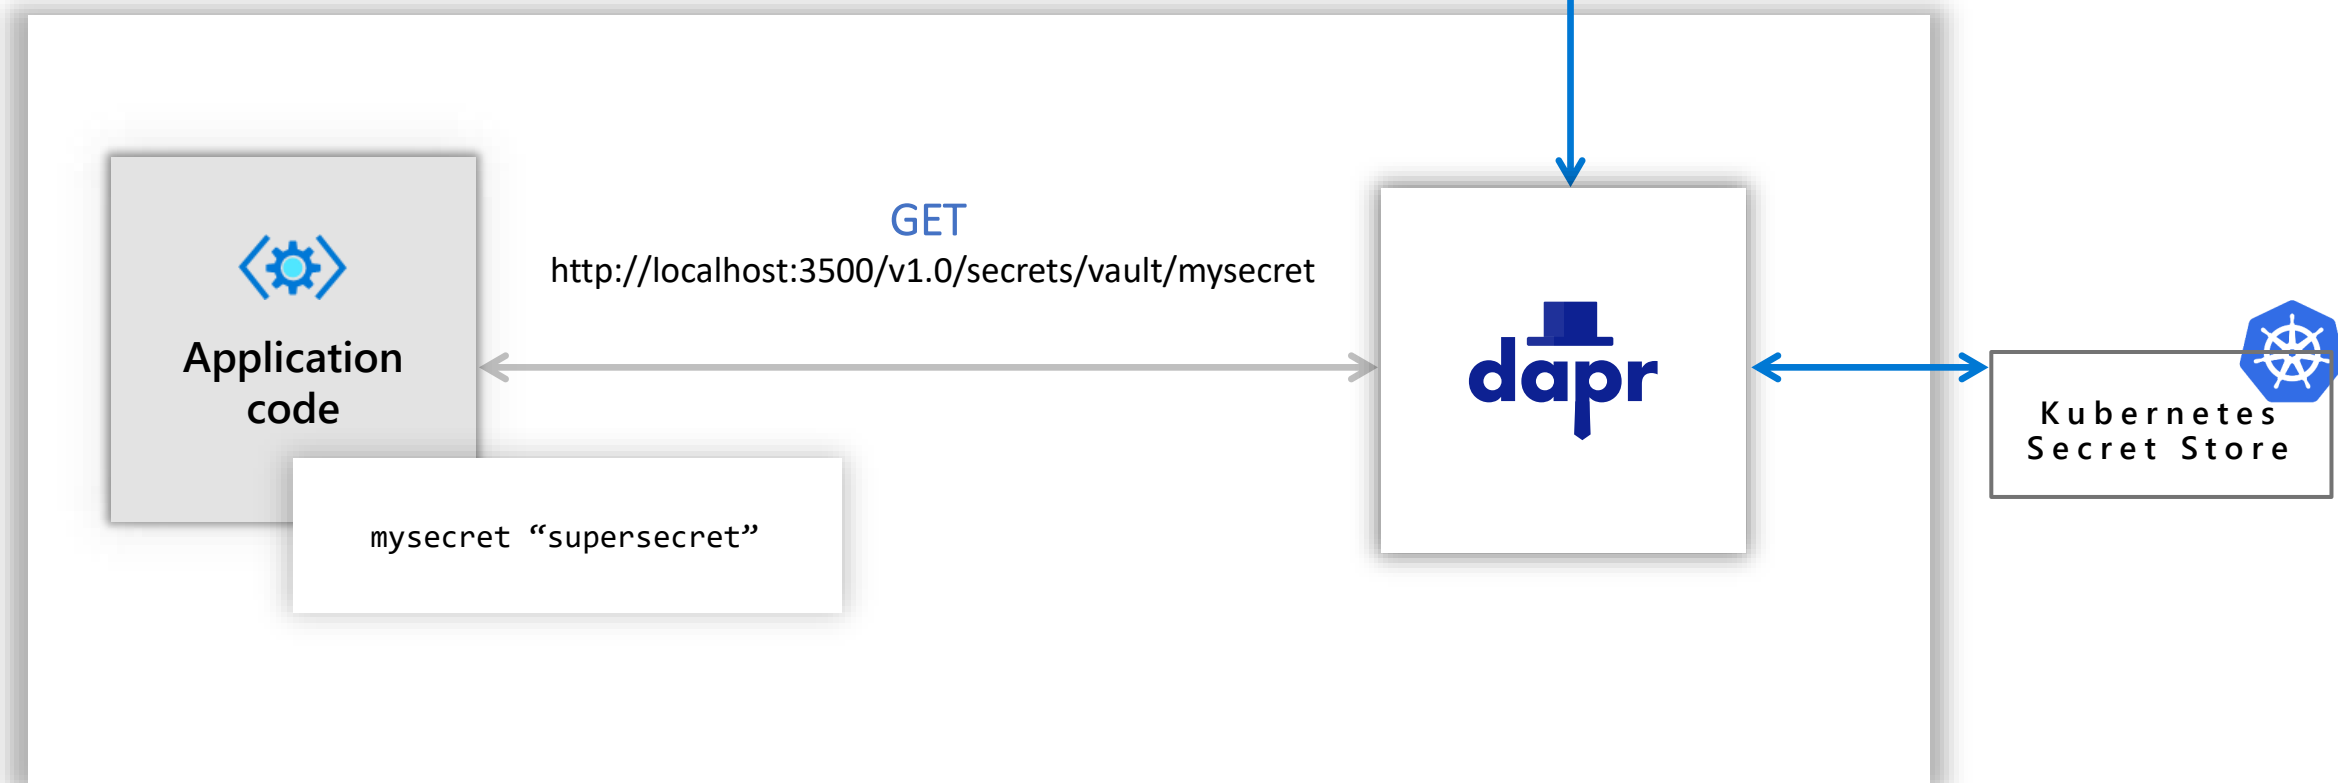 GET
http://localhost:3500/v1.0/secrets/vault/mysecret
Application
code
mysecret “supersecret”
dapr
Kubernetes
Secret Store